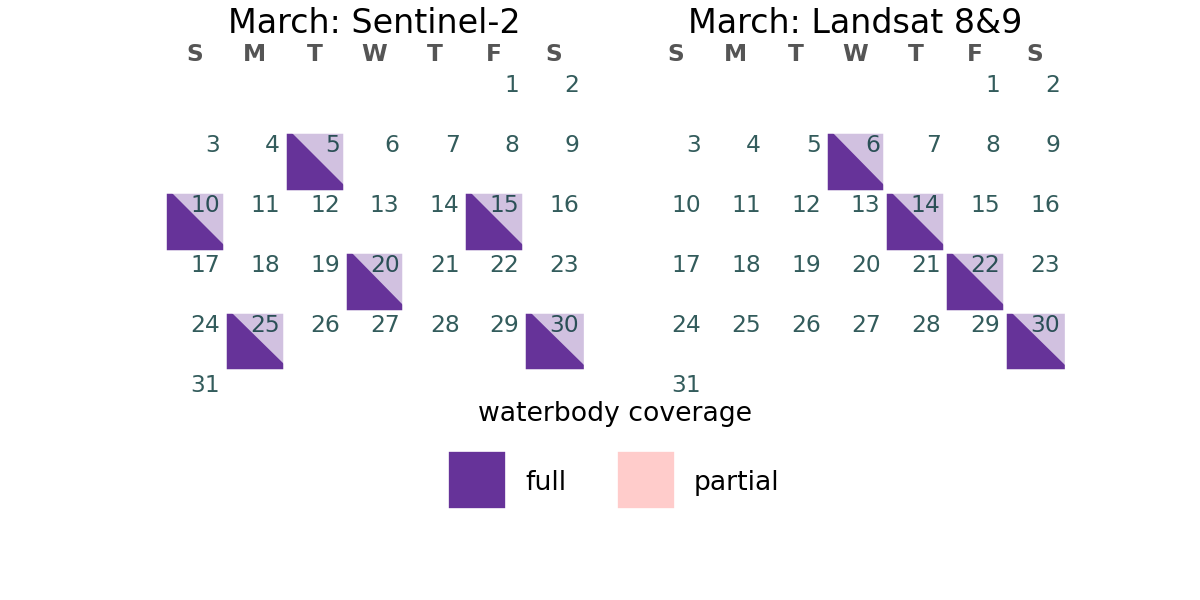 March: Sentinel-2
S M T W T F S
1 2
3 4 5 6 7 8 9
10 11 12 13 14 15 16
17 18 19 20 21 22 23
24 25 26 27 28 29 30
31
March: Landsat 8&9
S M T W T F S
1 2
3 4 5 6 7 8 9
10 11 12 13 14 15 16
17 18 19 20 21 22 23
24 25 26 27 28 29 30
31
waterbody coverage
full partial